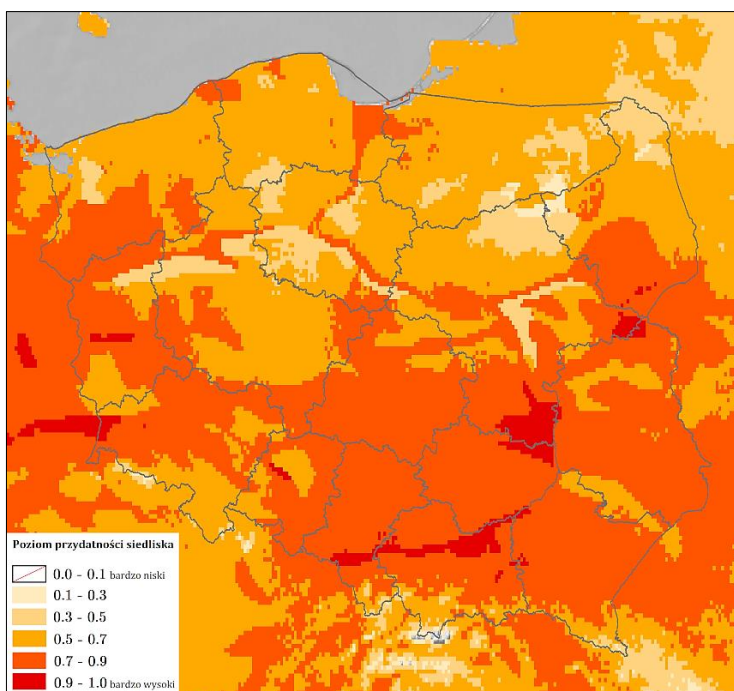 Poziom przydatności siedliska
0.0 - 0.1 bardzo niski
0.1 - 0.3
0.3 - 0.5
0.5 - 0.7
0.7 - 0.9
0.9 - 1.0 bardzo wysoki